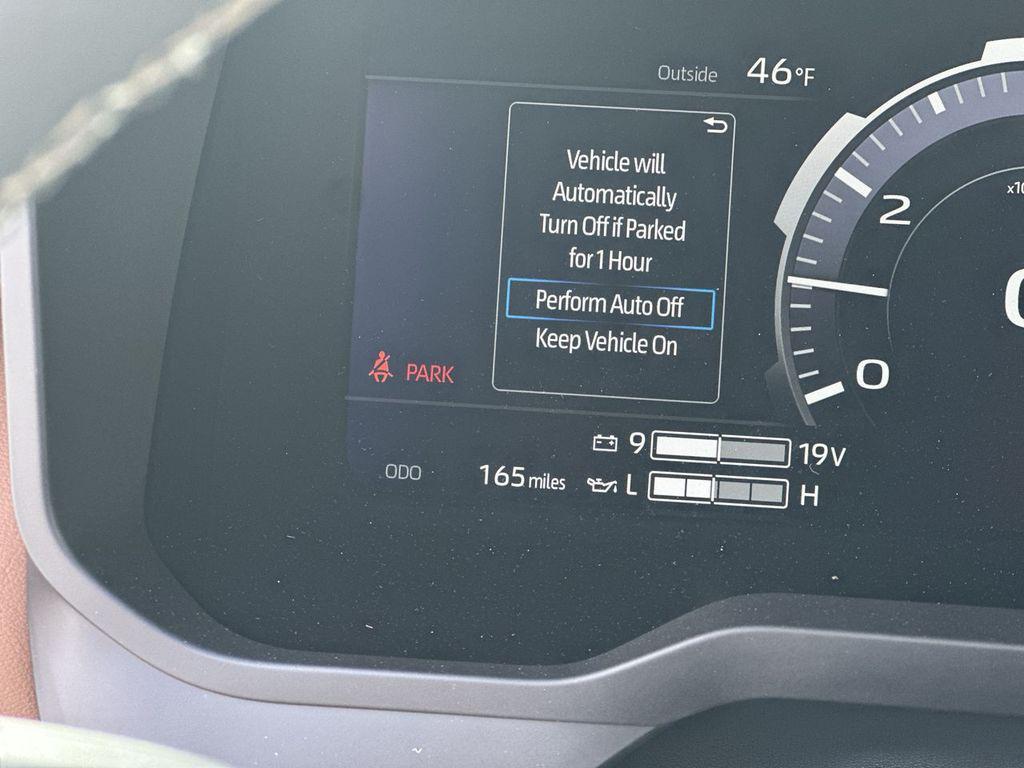 Outside 46°F
Vehicle will
Automatically
Turn Off if Parked
for 1 Hour
Perform Auto Off
Keep Vehicle On
PARK
2
0
9 19V
ODO 165 miles
L H